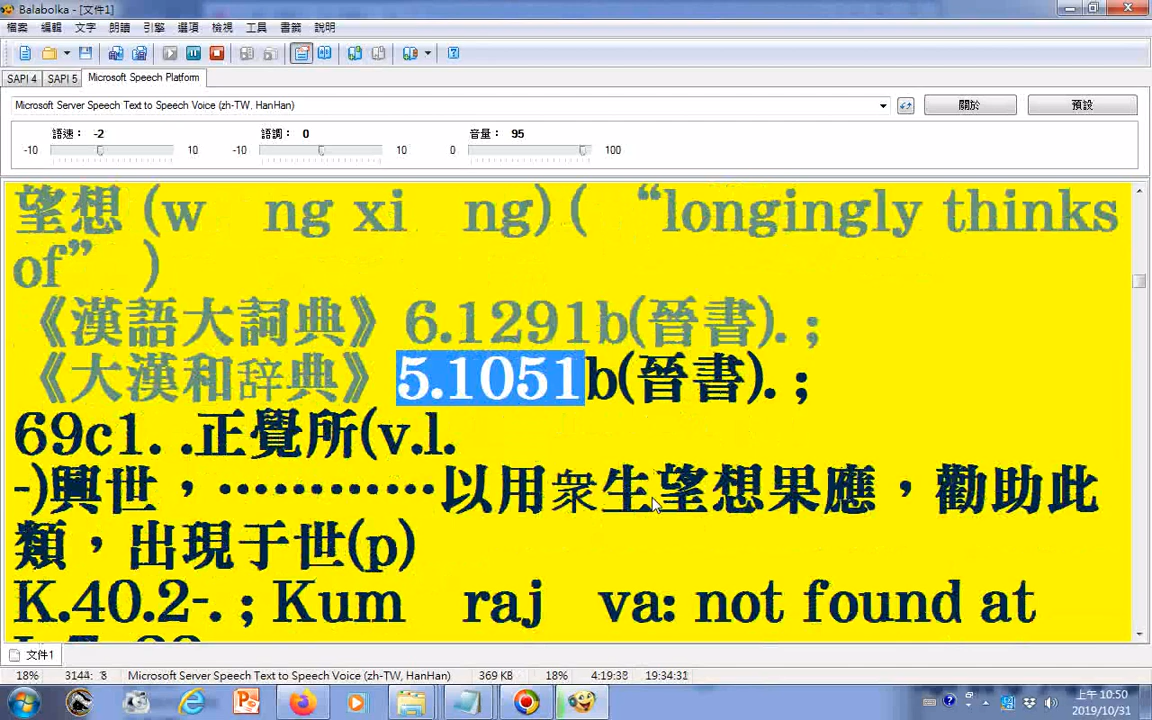 Balabolka - [文件1]
檔案 編輯 文字 朗讀 引擎 選項 檢視 工具 書籤 說明
SAPI 4 SAPI 5 Microsoft Speech Platform
Microsoft Server Speech Text to Speech Voice (zh-TW, HanHan) 關於 預設
語速： -2 語調： 0 音量： 95
-10 10 -10 10 0 100
望想 (w ng xi ng) ( “longingly thinks
of” )
《漢語大詞典》 6.1291b(晉書). ;
《大漢和辞典》 5.1051b(晉書). ;
69c1. .正覺所(v.l.
-)興世，…………以用衆生望想果應，勸助此
類，出現于世(p)
K.40.2-. ; Kum raj va: not found at
文件1
18% Microsoft Server Speech Text to Speech Voice (zh-TW, HanHan) 369 KB 18% 4:19:38 19:34:31
上午 10:50
2019/10/31